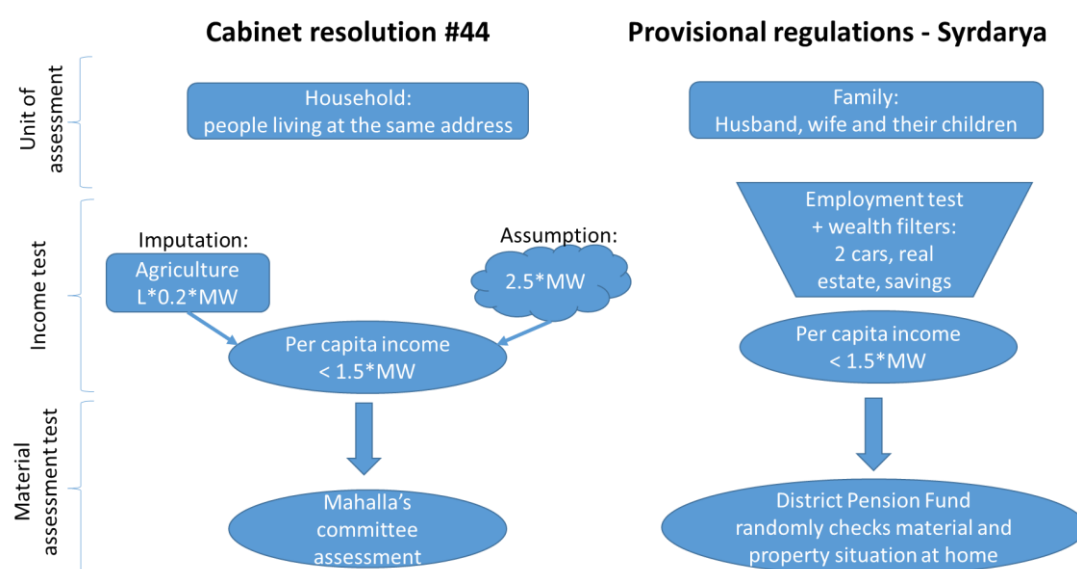 Cabinet resolution #44
Provisional regulations - Syrdarya
Unit of
assessment
Household:
people living at the same address
Family:
Husband, wife and their children
Income test
Imputation:
Agriculture
L*0.2*MW
Assumption:
2.5*MW
Per capita income
< 1.5*MW
Employment test
+ wealth filters:
2 cars, real
estate, savings
Per capita income
< 1.5*MW
Material
assessment test
Mahalla's
committee
assessment
District Pension Fund
randomly checks material and
property situation at home